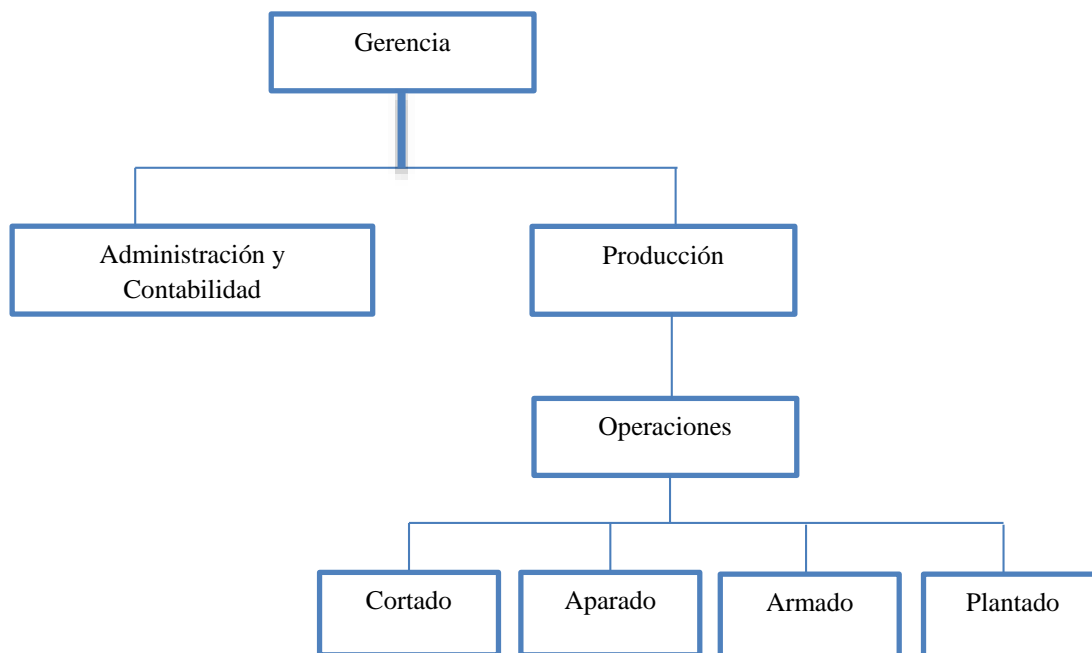 Gerencia
Administración y
Contabilidad
Producción
Operaciones
Cortado
Aparado
Armado
Plantado